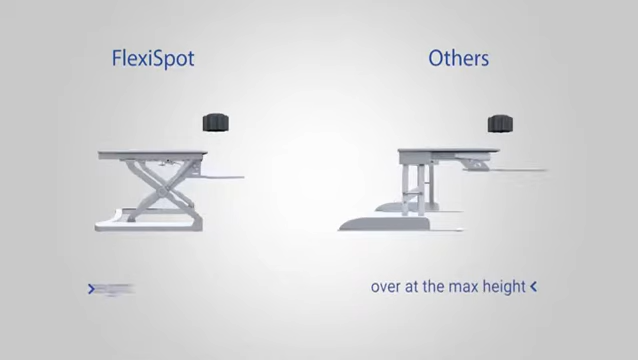 FlexiSpot
Others
over at the max height